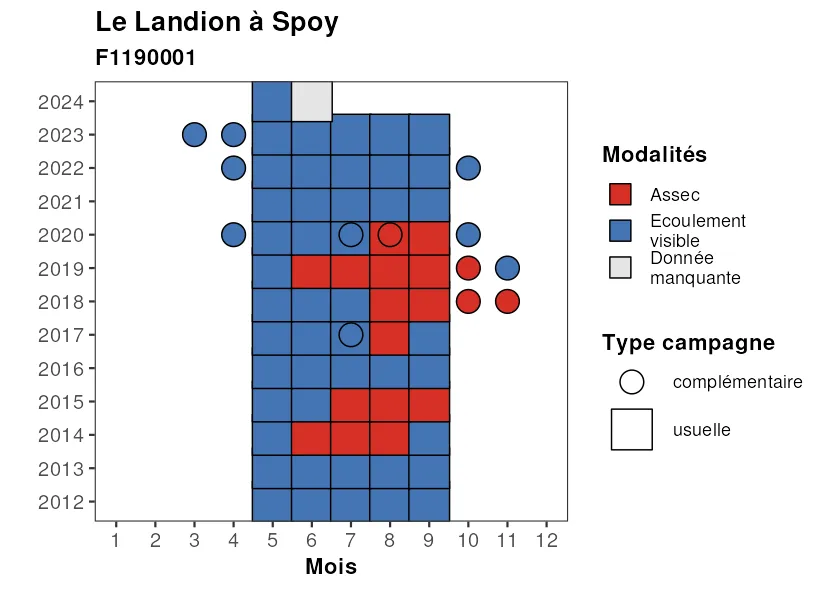 Le Landion à Spoy
F1190001
2024
2023
2022
2021
2020
2019
2018
2017
2016
2015
2014
2013
2012
1 2 3 4 5 6 7 8 9 10 11 12
Mois
Modalités
Assec
Ecoulement
visible
Donnée
manquante
Type campagne
complémentaire
usuelle